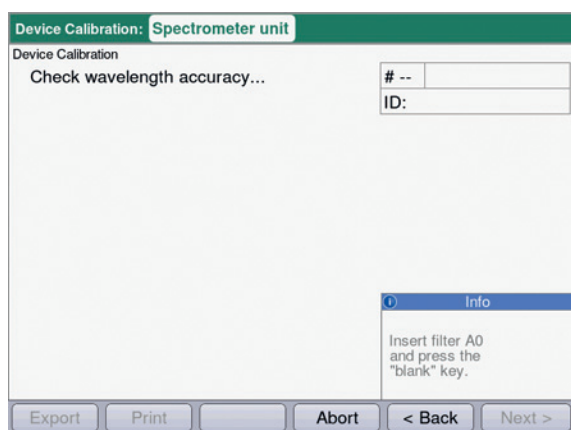 Device Calibration: Spectrometer unit
Device Calibration
Check wavelength accuracy...
# --
ID:
Info
Insert filter A0
and press the
"blank" key.
Export Print Abort < Back Next >